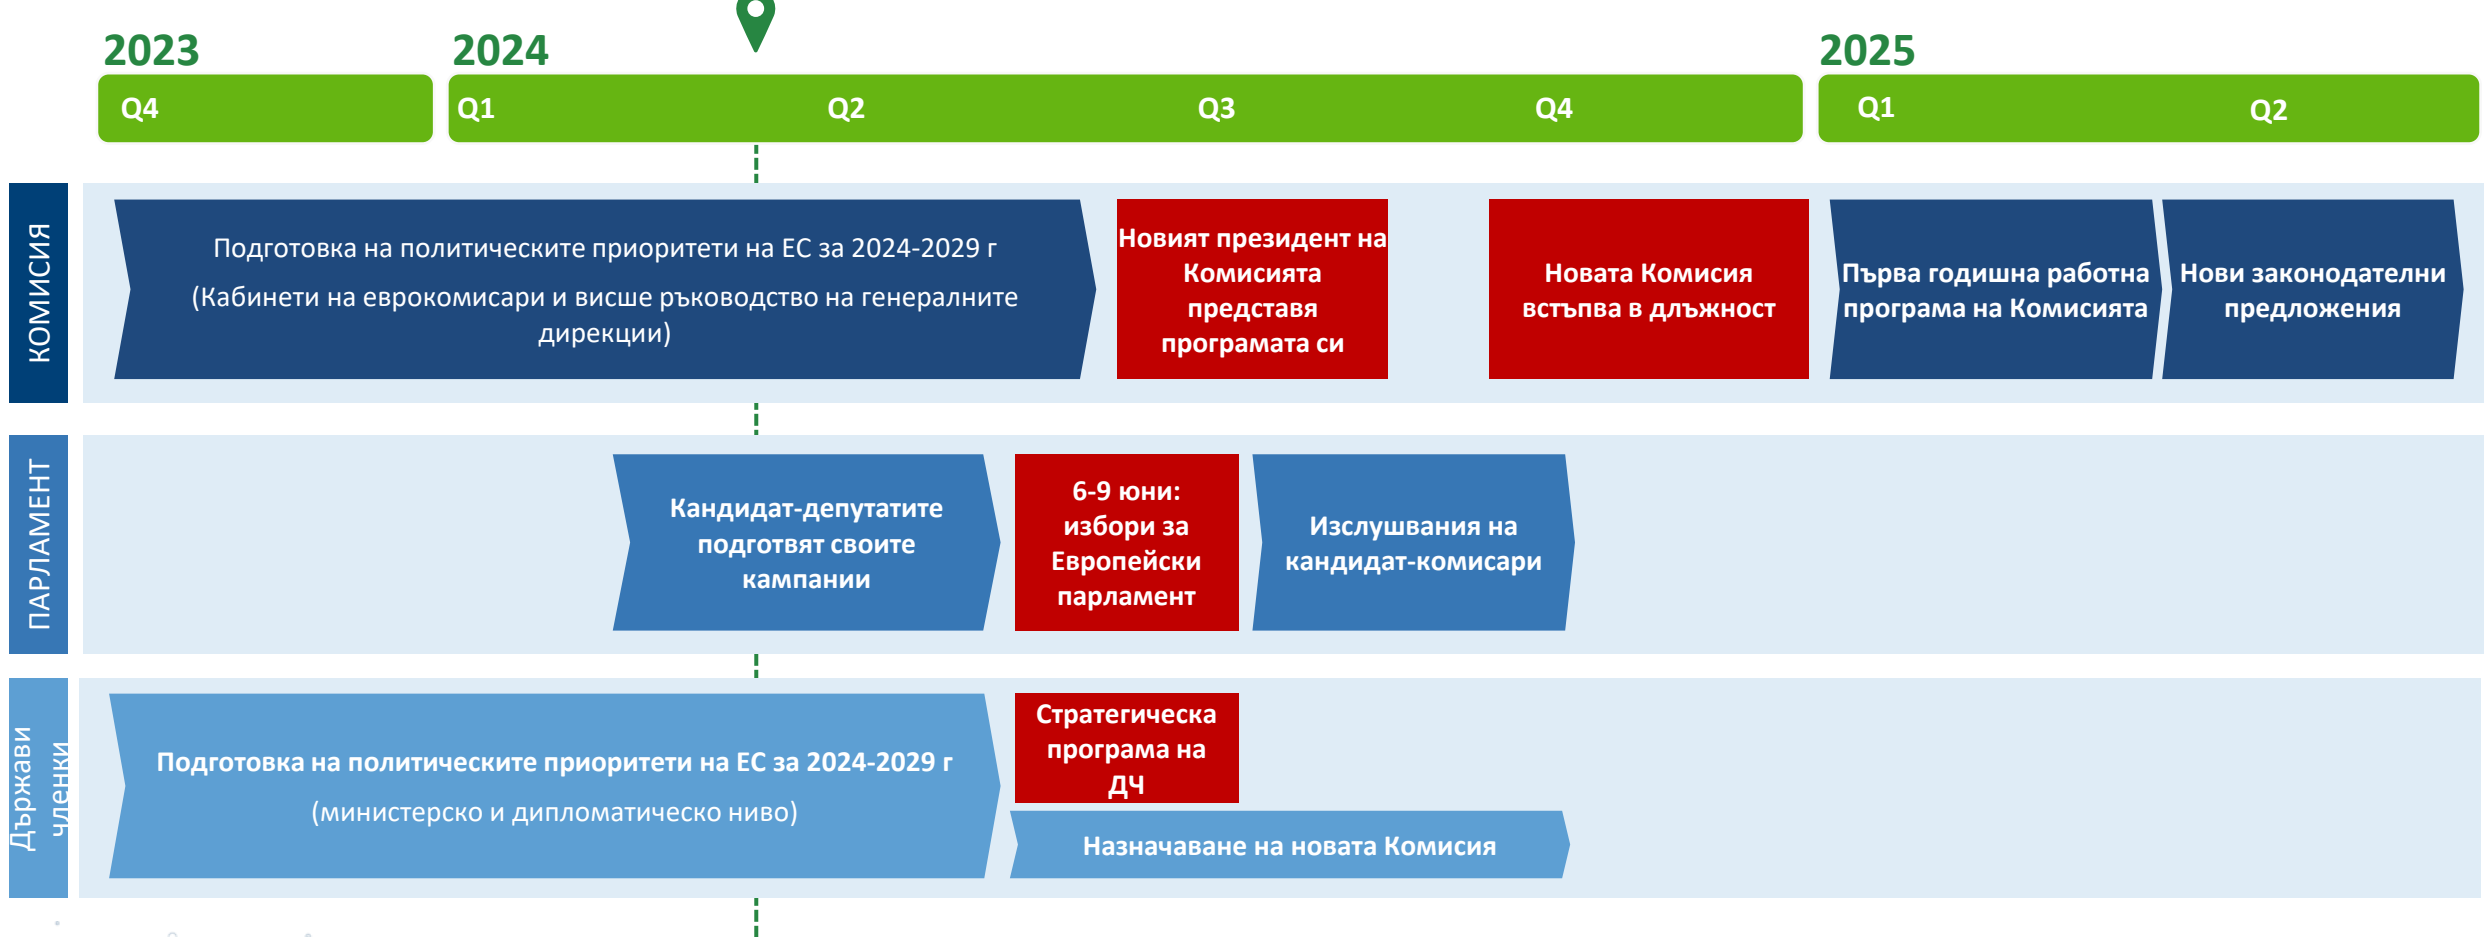 2023
2024
2025
Q4
Q1
Q2
Q3
Q4
Q1
Q2
КОМИСИЯ
Подготовка на политическите приоритети на ЕС за 2024-2029 г
(Кабинети на еврокомисари и висше ръководство на генералните
дирекции)
Новият президент на
Комисията
представя
програмата си
Новата Комисия
встъпва в длъжност
Първа годишна работна
програма на Комисията
Нови законодателни
предложения
ПАРЛАМЕНТ
Кандидат-депутатите
подготвят своите
кампании
6-9 юни:
избори за
Европейски
парламент
Изслушвания на
кандидат-комисари
Държави
членки
Подготовка на политическите приоритети на ЕС за 2024-2029 г
(министерско и дипломатическо ниво)
Стратегическа
програма на
ДЧ
Назначаване на новата Комисия